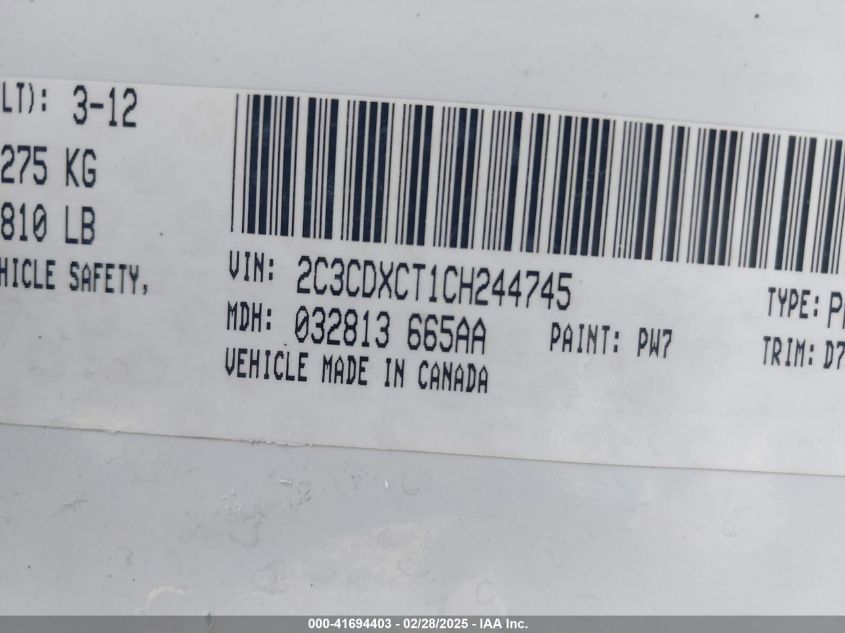 LT): 3-12
275 KG
810 LB
HICLE SAFETY,
VIN: 2C3CDXCT1CH244745
TYPE:
MDH: 032813 665AA
PAINT: PW7
TRIM: D7
VEHICLE MADE IN CANADA
000-41694403 - 02/28/2025 - IAA Inc.